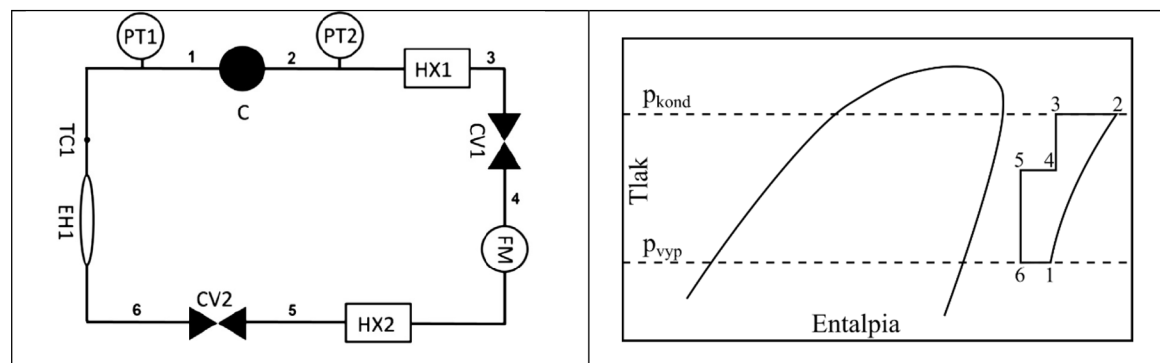 PT1
1
2
PT2
HX1
3
C
TC1
CV1
EH1
4
FM
6
CV2
5
HX2
Pkond
3
2
Tlak
5
4
Pvyp
6
1
Entalpia